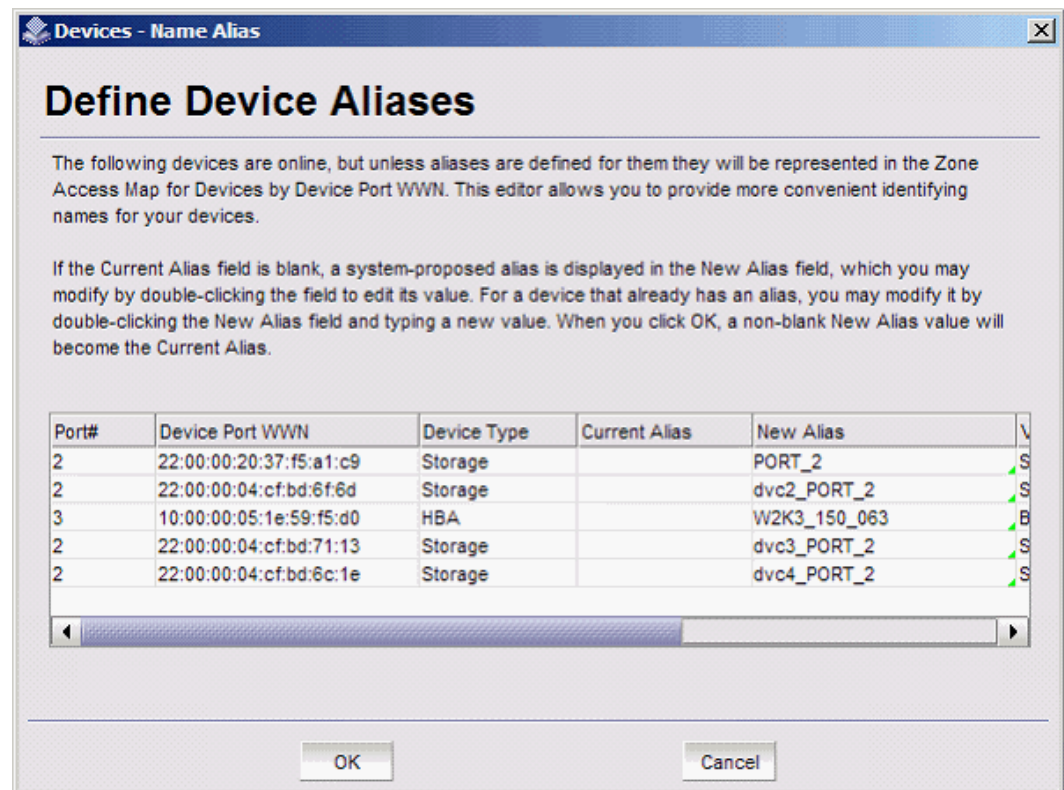 Devices - Name Alias
Define Device Aliases
The following devices are online, but unless aliases are defined for them they will be represented in the Zone
Access Map for Devices by Device Port WWN. This editor allows you to provide more convenient identifying
names for your devices.
If the Current Alias field is blank, a system-proposed alias is displayed in the New Alias field, which you may
modify by double-clicking the field to edit its value. For a device that already has an alias, you may modify it by
double-clicking the New Alias field and typing a new value. When you click OK, a non-blank New Alias value will
become the Current Alias.
Port# Device Port WWN Device Type Current Alias New Alias
2 22:00:00:20:37:f5:a1:c9 Storage PORT_2 S
2 22:00:00:04:cf:bd:6f:6d Storage dvc2_PORT_2 S
3 10:00:00:05:1e:59:f5:d0 HBA W2K3_150_063 B
2 22:00:00:04:cf:bd:71:13 Storage dvc3_PORT_2 S
2 22:00:00:04:cf:bd:6c:1e Storage dvc4_PORT_2 S
OK Cancel